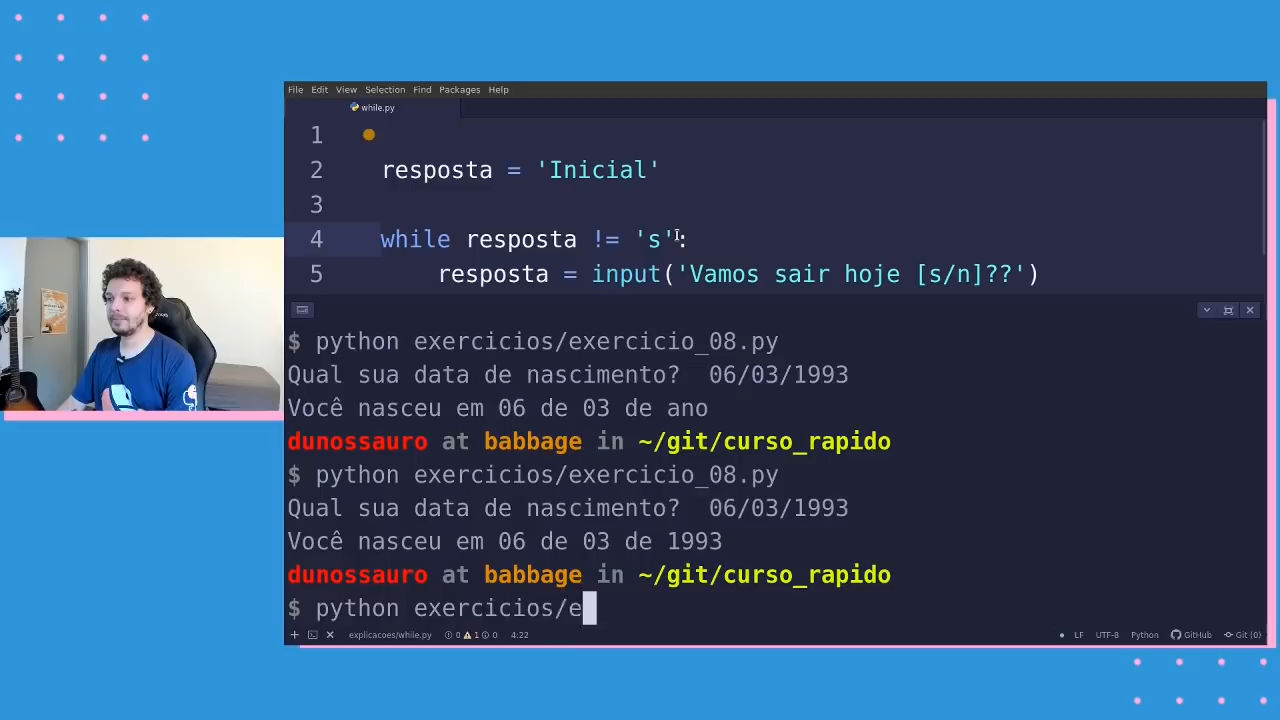 File Edit View Selection Find Packages Help
while.py
1
2 resposta = 'Inicial'
3
4 while resposta != 's':
5 resposta = input('Vamos sair hoje [s/n]??')
$ python exercicios/exercicio_08.py
Qual sua data de nascimento? 06/03/1993
Você nasceu em 06 de 03 de ano
dunossauro at babbage in ~/git/curso_rapido
$ python exercicios/exercicio_08.py
Qual sua data de nascimento? 06/03/1993
Você nasceu em 06 de 03 de 1993
dunossauro at babbage in ~/git/curso_rapido
$ python exercicios/e
explicacoes/while.py 0 1 0 4:22 LF UTF-8 Python GitHub Git (0)